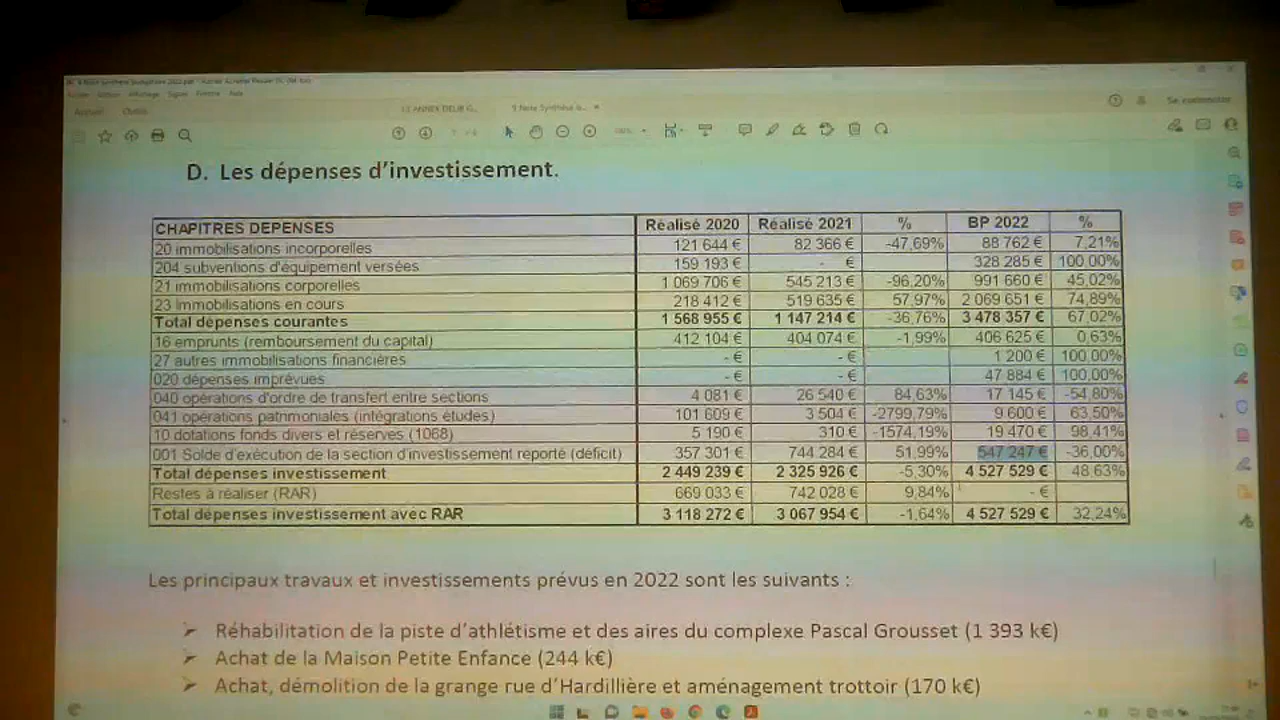 Se connecter
D. Les dépenses d'investissement.
CHAPITRES DEPENSES Réalisé 2020 Réalisé 2021 % BP 2022 %
20 immobilisations incorporelles 121 644 € 82 366 € -47,69% 88 762 € 7,21%
204 subventions d'équipement versées 159 193 € - € 328 285 € 100,00%
21 immobilisations corporelles 1 069 706 € 545 213 € -96,20% 991 660 € 45,02%
23 immobilisations en cours 218 412 € 519 635 € 57,97% 2 069 651 € 74,89%
Total dépenses courantes 1 568 955 € 1 147 214 € -36,76% 3 478 357 € 67,02%
16 emprunts (remboursement du capital) 412 104 € 404 074 € -1,99% 406 625 € 0,63%
27 autres immobilisations financières - € - € 1 200 € 100,00%
020 dépenses imprévues - € - € 47 884 € 100,00%
040 opérations d'ordre de transfert entre sections 4 081 € 26 540 € 84,63% 17 145 € -54,80%
041 opérations patrimoniales (intégrations études) 101 609 € 3 504 € -2799,79% 9 600 € 63,50%
10 dotations fonds divers et réserves (1068) 5 190 € 310 € -1574,19% 19 470 € 98,41%
001 Solde d'exécution de la section d'investissement reporté (déficit) 357 301 € 744 284 € 51,99% 547 247 € -36,00%
Total dépenses investissement 2 449 239 € 2 325 926 € -5,30% 4 527 529 € 48,63%
Restes à réaliser (RAR) 669 033 € 742 028 € 9,84% - €
Total dépenses investissement avec RAR 3 118 272 € 3 067 954 € -1,64% 4 527 529 € 32,24%
Les principaux travaux et investissements prévus en 2022 sont les suivants :
➢ Réhabilitation de la piste d'athlétisme et des aires du complexe Pascal Grousset (1 393 k€)
➢ Achat de la Maison Petite Enfance (244 k€)
➢ Achat, démolition de la grange rue d'Hardillière et aménagement trottoir (170 k€)